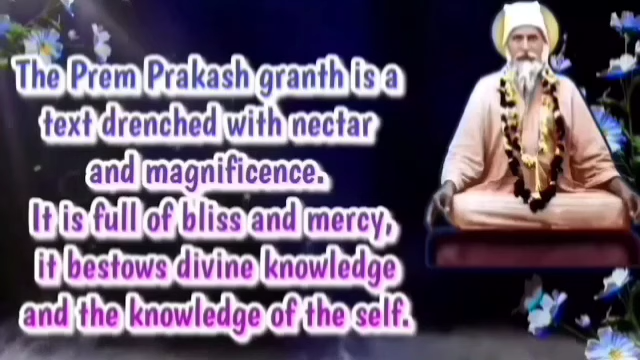 The Prem Prakash granth is a
text drenched with nectar
and magnificence.
It is full of bliss and mercy,
it bestows divine knowledge
and the knowledge of the self.